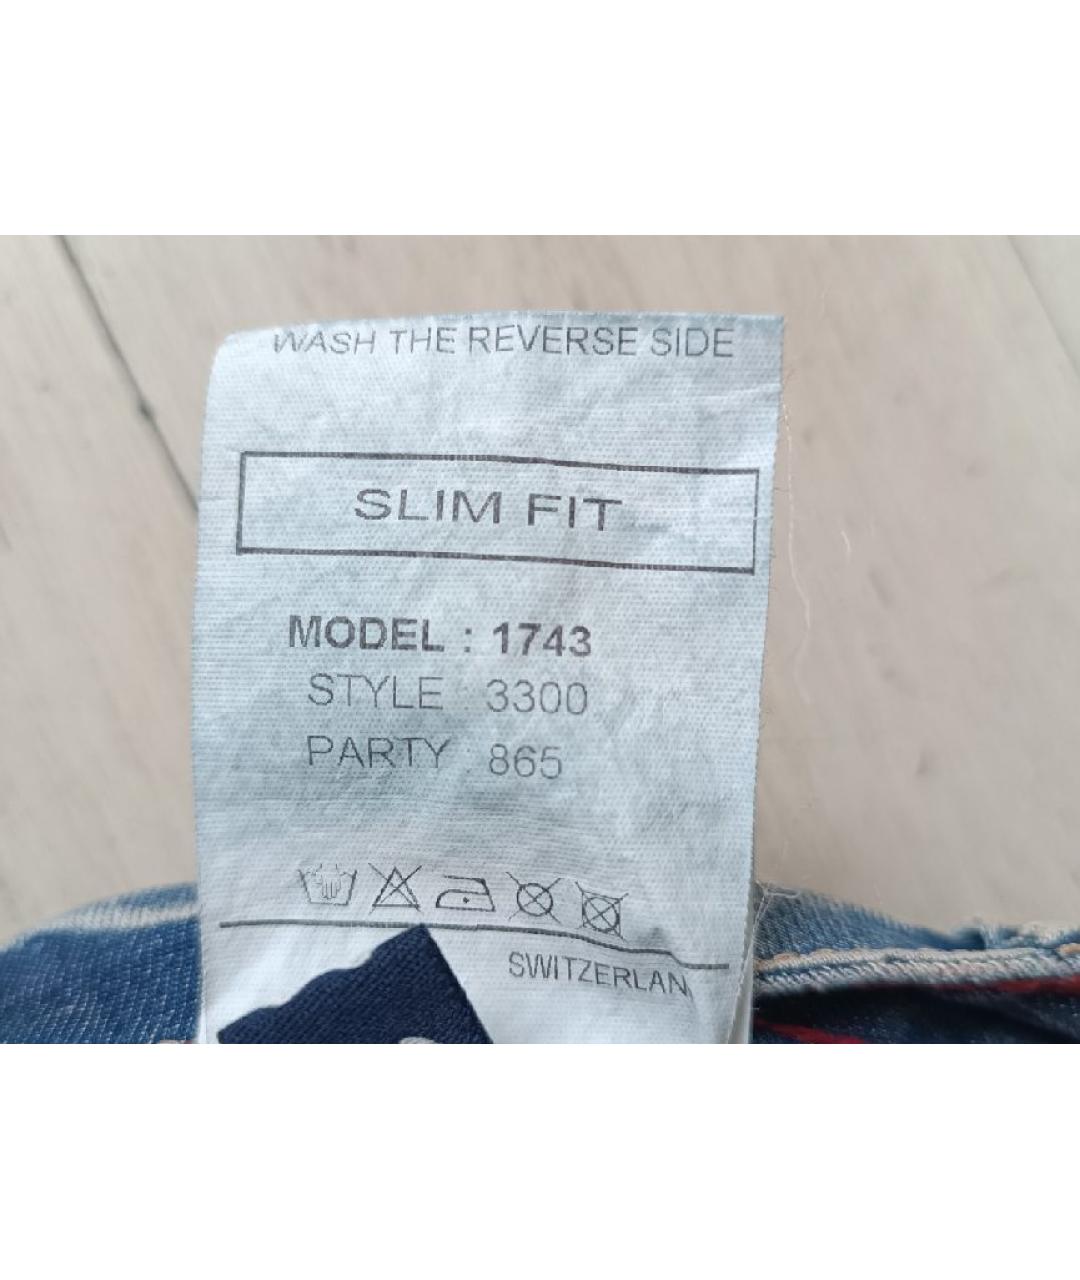 WASH THE REVERSE SIDE
SLIM FIT
MODEL : 1743
STYLE : 3300
PARTY : 865
SWITZERLAN